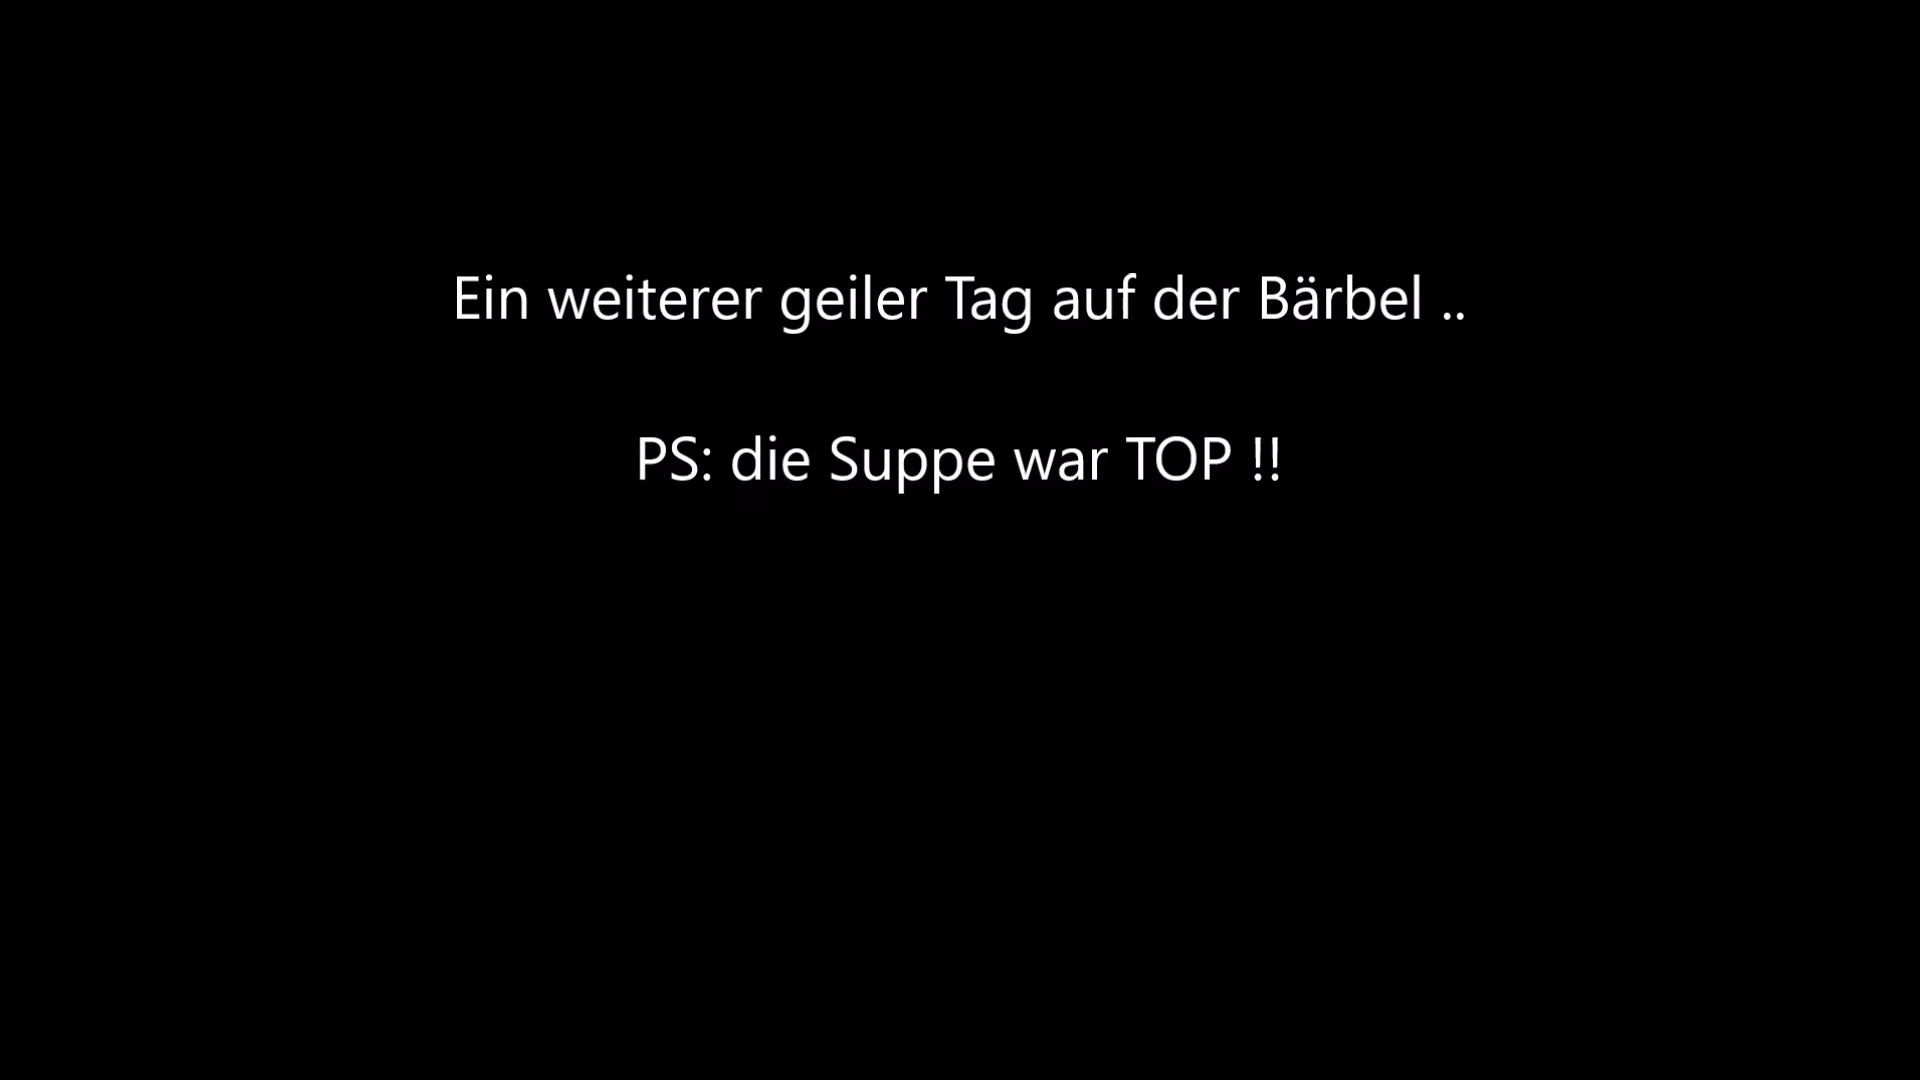 Ein weiterer geiler Tag auf der Bärbel ..
PS: die Suppe war TOP !!